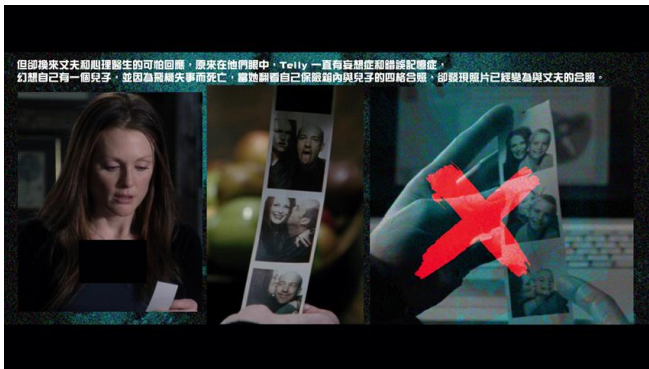 但卻換來丈夫和心理醫生的可怕回應，原來在他們眼中，Telly 一直有妄想症和錯誤記憶症，
幻想自己有一個兒子，並因為飛機失事而死亡，當她翻看自己保險箱內與兒子的四格合照，卻發現照片已經變為與丈夫的合照。